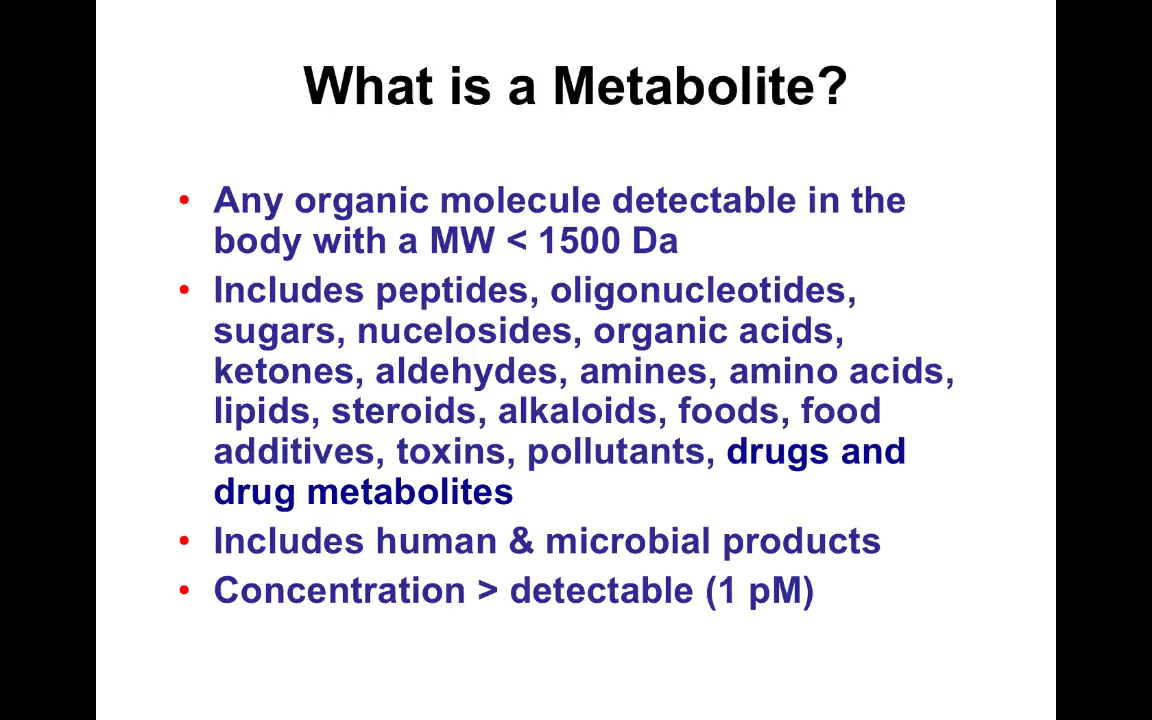 What is a Metabolite?
• Any organic molecule detectable in the
body with a MW < 1500 Da
• Includes peptides, oligonucleotides,
sugars, nucelosides, organic acids,
ketones, aldehydes, amines, amino acids,
lipids, steroids, alkaloids, foods, food
additives, toxins, pollutants, drugs and
drug metabolites
• Includes human & microbial products
• Concentration > detectable (1 pM)